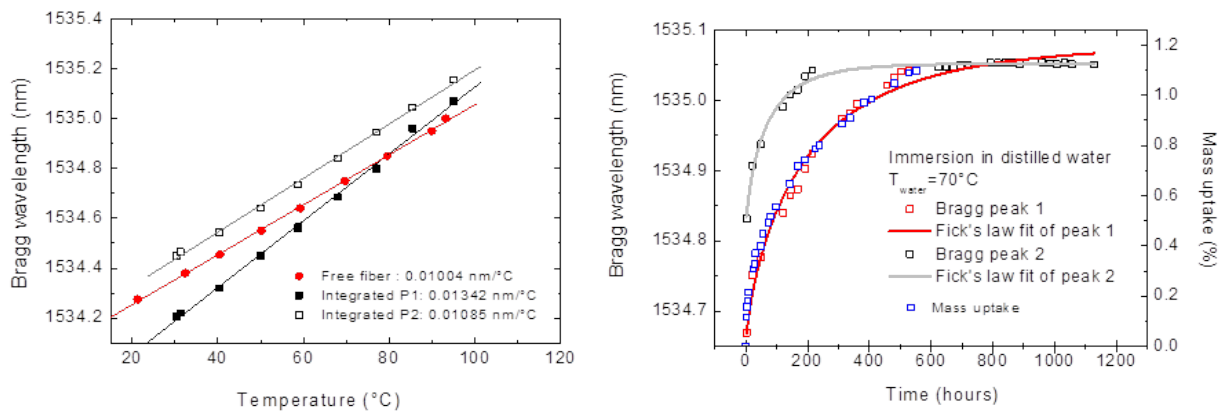 1535.4
1535.2
1535.0
1534.8
1534.6
1534.4
1534.2
Bragg wavelength (nm)
Free fiber : 0.01004 nm/°C
Integrated P1: 0.01342 nm/°C
Integrated P2: 0.01085 nm/°C
20 40 60 80 100 120
Temperature (°C)
1535.1
1535.0
1534.9
1534.8
1534.7
Bragg wavelength (nm)
Immersion in distilled water
Twater=70°C
Bragg peak 1
Fick's law fit of peak 1
Bragg peak 2
Fick's law fit of peak 2
Mass uptake
1.2
1.0
0.8
0.6
0.4
0.2
0.0
Mass uptake (%)
0 200 400 600 800 1000 1200
Time (hours)